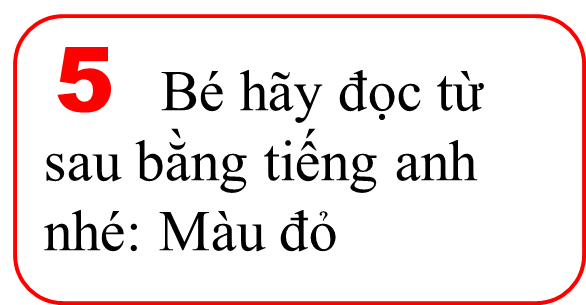 5 Bé hãy đọc từ
sau bằng tiếng anh
nhé: Màu đỏ